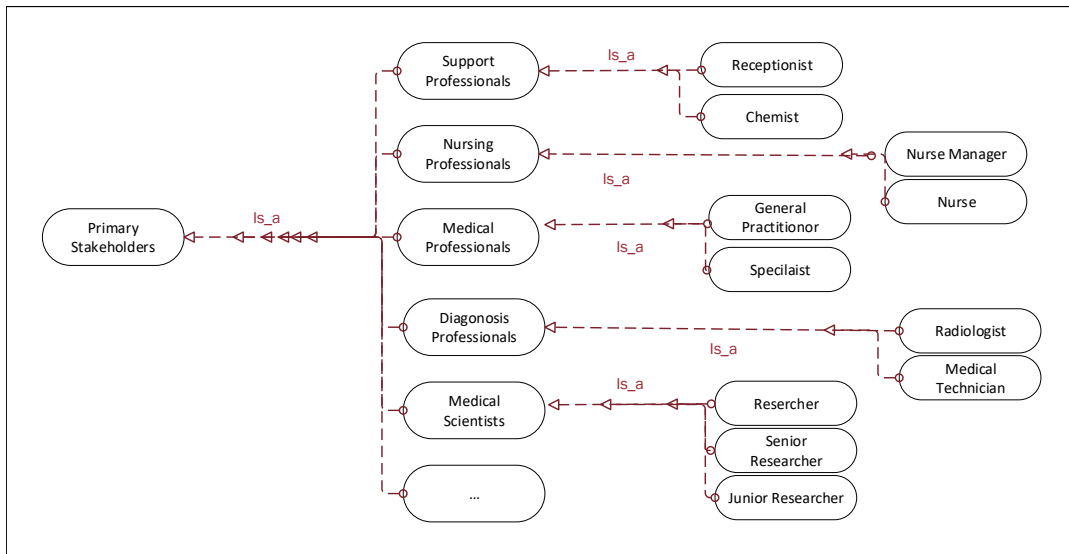 Support
Professionals
Is_a
Receptionist
Chemist
Nursing
Professionals
Is_a
Nurse Manager
Nurse
Primary
Stakeholders
Is_a
Medical
Professionals
Is_a
General
Practitionor
Specilaist
Diagonosis
Professionals
Is_a
Radiologist
Medical
Technician
Medical
Scientists
Is_a
Resercher
Senior
Researcher
Junior Researcher
...